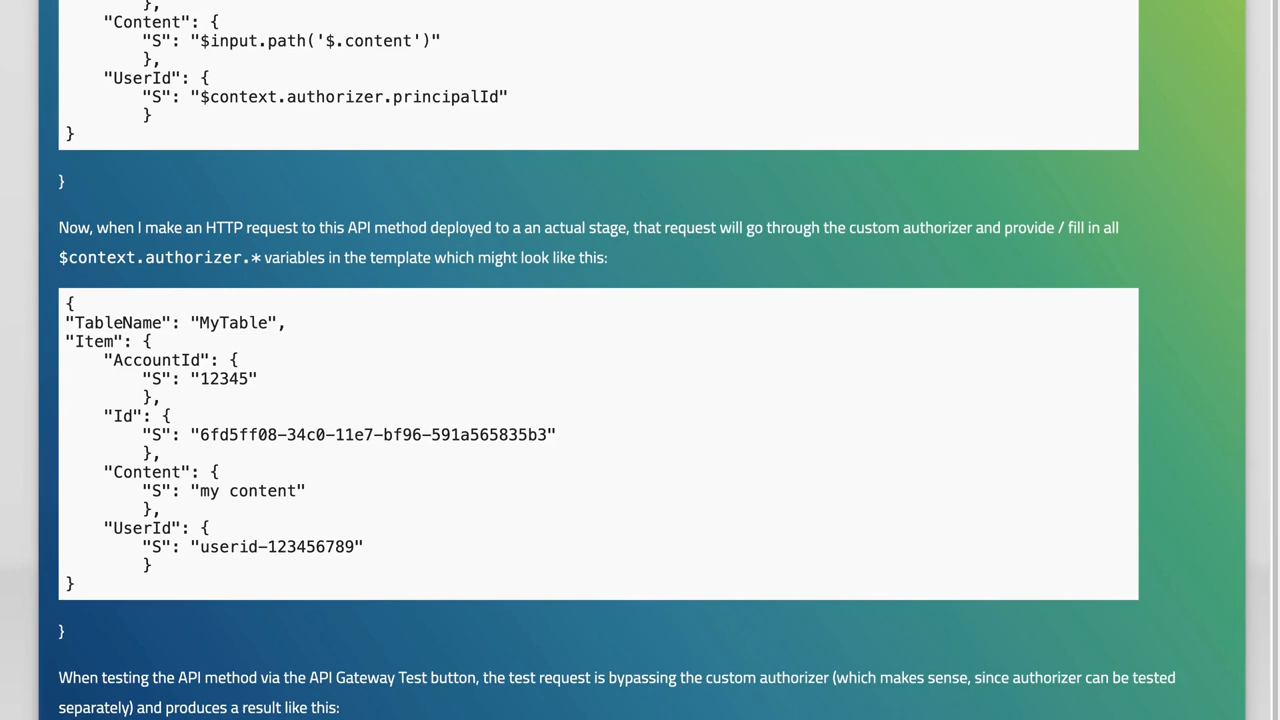 },
"Content": {
"S": "$input.path('$.content')"
},
"UserId": {
"S": "$context.authorizer.principalId"
}
}
}
Now, when I make an HTTP request to this API method deployed to a an actual stage, that request will go through the custom authorizer and provide / fill in all
$context.authorizer.* variables in the template which might look like this:
{
"TableName": "MyTable",
"Item": {
"AccountId": {
"S": "12345"
},
"Id": {
"S": "6fd5ff08-34c0-11e7-bf96-591a565835b3"
},
"Content": {
"S": "my content"
},
"UserId": {
"S": "userid-123456789"
}
}
}
When testing the API method via the API Gateway Test button, the test request is bypassing the custom authorizer (which makes sense, since authorizer can be tested
separately) and produces a result like this: